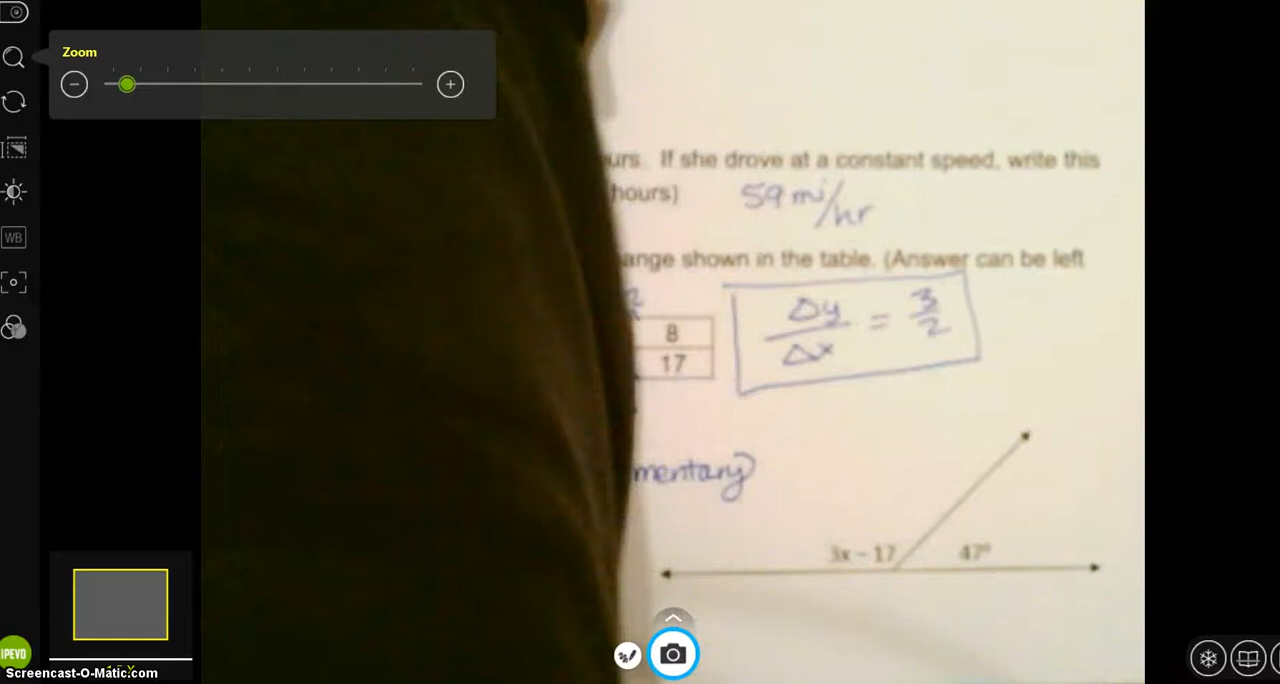 Zoom
urs. If she drove at a constant speed, write this
hours) 59 mi/hr
ange shown in the table. (Answer can be left
8
17
Δy/Δx = 3/2
mentary)
3x - 17 47°
WB
IPEVO
Screencast-O-Matic.com